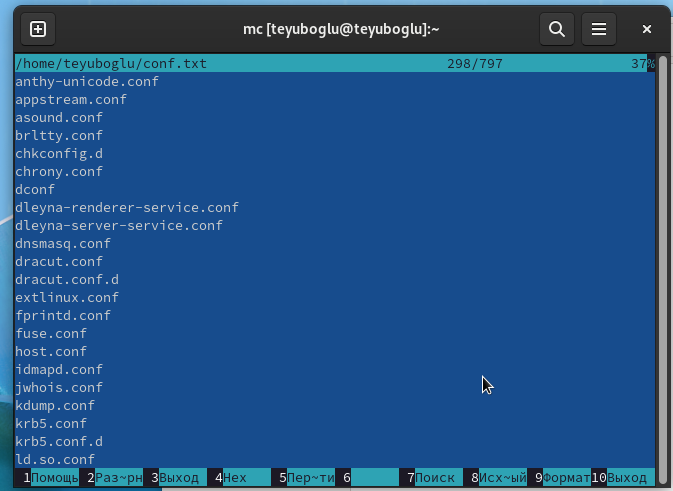 mc [teyuboglu@teyuboglu]:~
/home/teyuboglu/conf.txt 298/797 37%
anthy-unicode.conf
appstream.conf
asound.conf
brltty.conf
chkconfig.d
chrony.conf
dconf
dleyna-renderer-service.conf
dleyna-server-service.conf
dnsmasq.conf
dracut.conf
dracut.conf.d
extlinux.conf
fprintd.conf
fuse.conf
host.conf
idmapd.conf
jwhois.conf
kdump.conf
krb5.conf
krb5.conf.d
ld.so.conf
1Помощь 2Раз~рн 3Выход 4Hex 5Пер~ти 6 7Поиск 8Исх~ый 9Формат10Выход